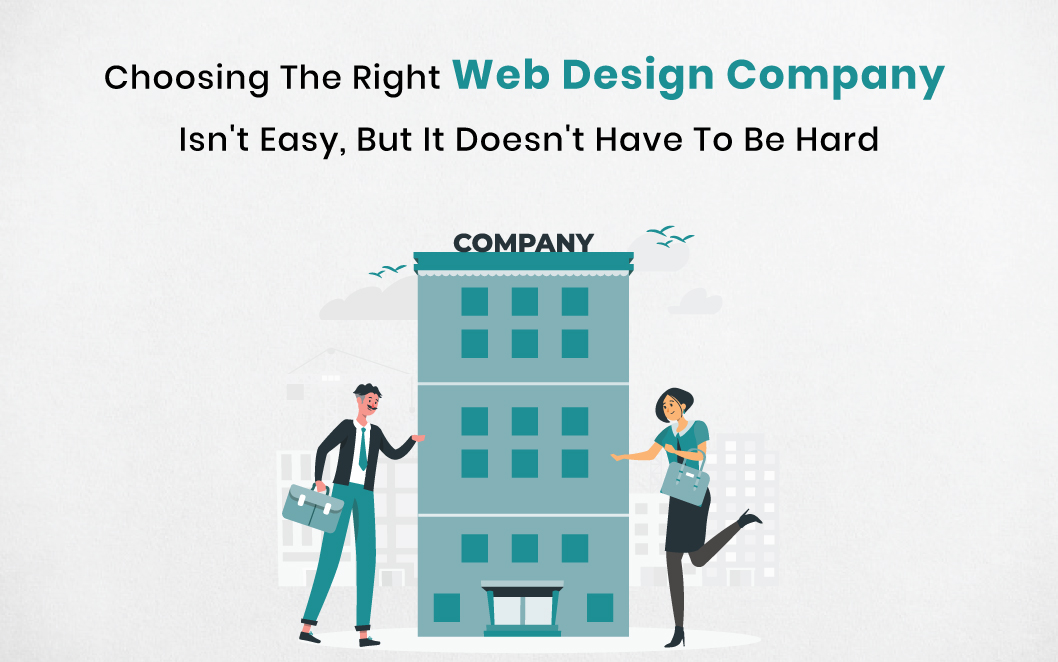 Choosing The Right Web Design Company
Isn't Easy, But It Doesn't Have To Be Hard
COMPANY